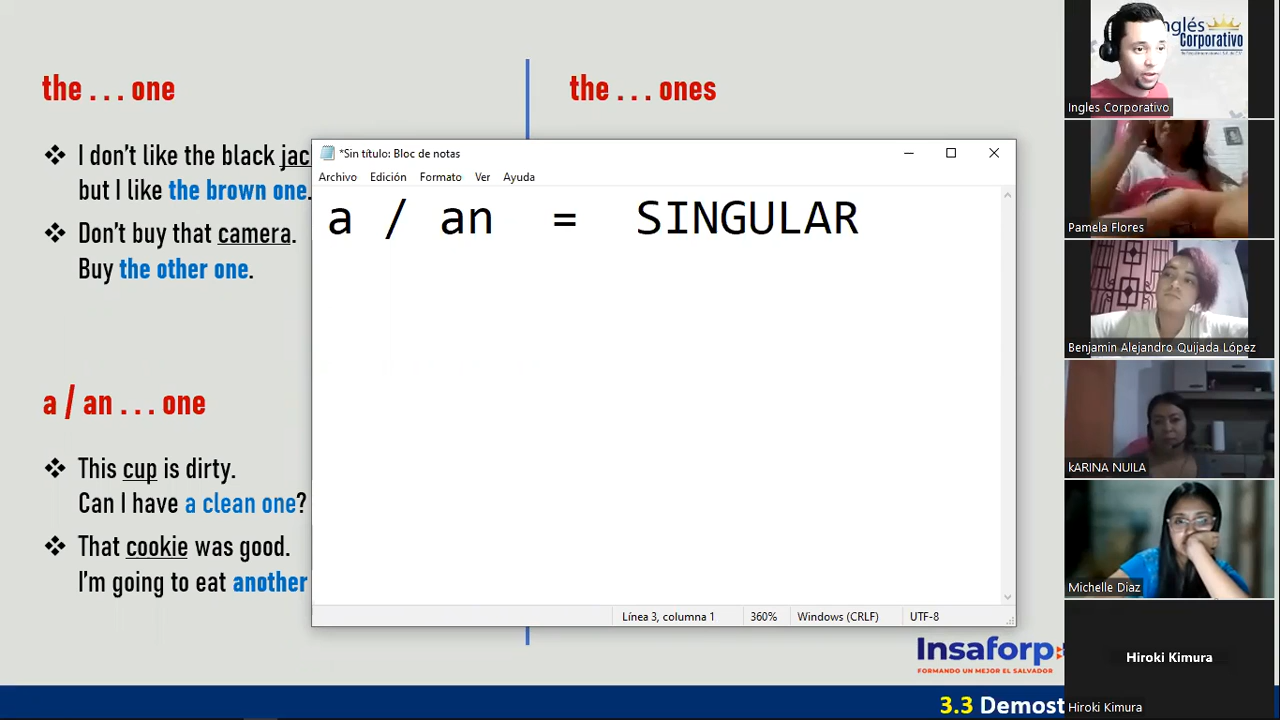 the . . . one
❖ I don't like the black jac
but I like the brown one.
❖ Don't buy that camera.
Buy the other one.
a / an . . . one
❖ This cup is dirty.
Can I have a clean one?
❖ That cookie was good.
I'm going to eat another
the . . . ones
*Sin título: Bloc de notas
Archivo Edición Formato Ver Ayuda
a / an = SINGULAR
Línea 3, columna 1 360% Windows (CRLF) UTF-8
Insaforp
FORMANDO UN MEJOR EL SALVADOR
3.3 Demost
nglés
Corporativo
Ingles Corporativo
Pamela Flores
Benjamin Alejandro Quijada López
kARINA NUILA
Michelle Diaz
Hiroki Kimura
Hiroki Kimura